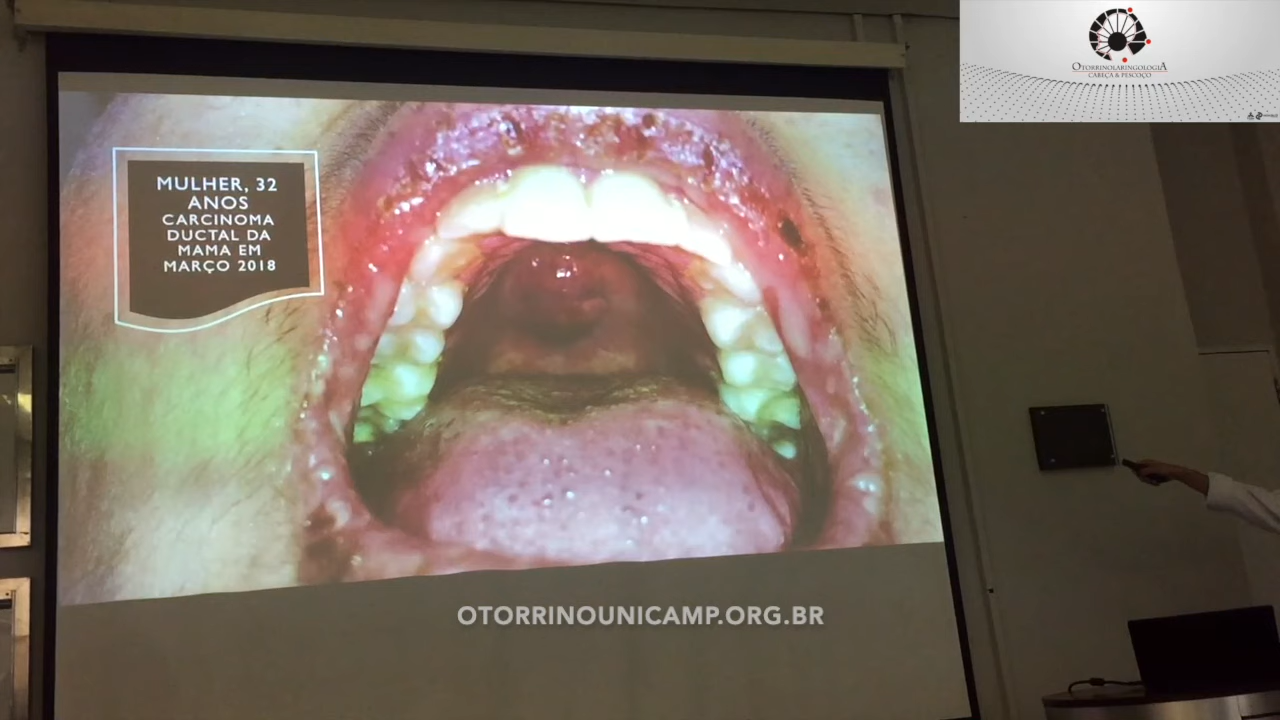 OTORRINOLARINGOLOGIA
CABEÇA & PESCOÇO
MULHER, 32
ANOS
CARCINOMA
DUCTAL DA
MAMA EM
MARÇO 2018
OTORRINOUNICAMP.ORG.BR